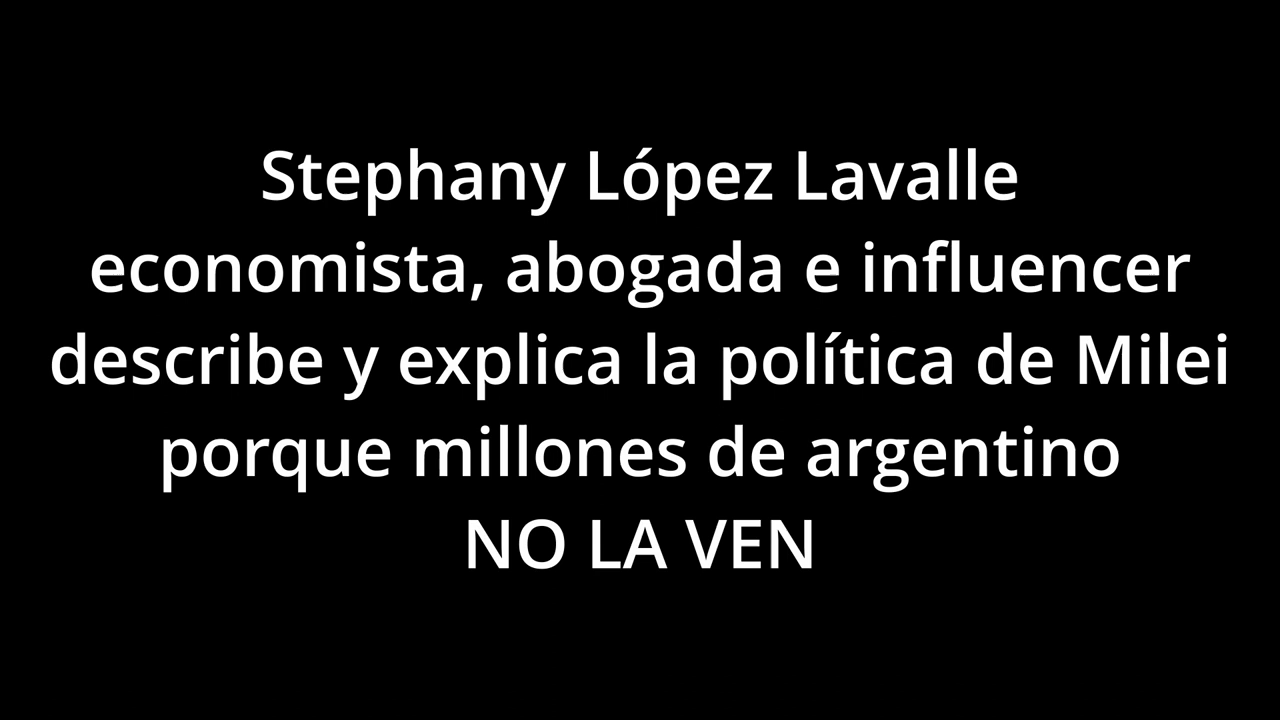 Stephany López Lavalle
economista, abogada e influencer
describe y explica la política de Milei
porque millones de argentino
NO LA VEN